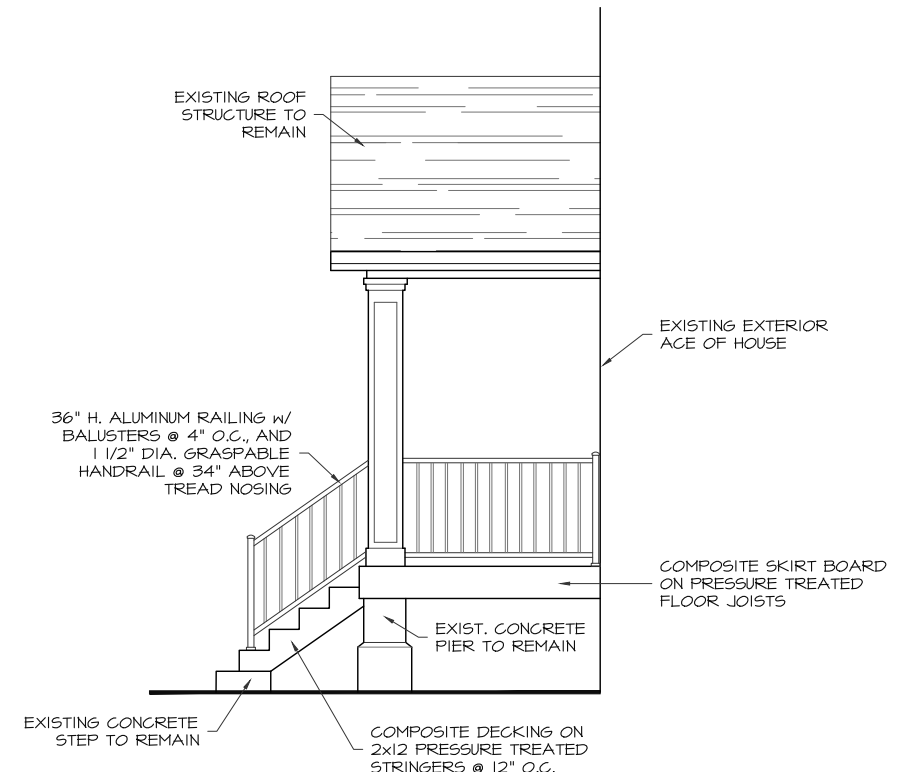 EXISTING ROOF
STRUCTURE TO
REMAIN
EXISTING EXTERIOR
ACE OF HOUSE
36" H. ALUMINUM RAILING W/
BALUSTERS @ 4" O.C., AND
1 1/2" DIA. GRASPABLE
HANDRAIL @ 34" ABOVE
TREAD NOSING
COMPOSITE SKIRT BOARD
ON PRESSURE TREATED
FLOOR JOISTS
EXIST. CONCRETE
PIER TO REMAIN
EXISTING CONCRETE
STEP TO REMAIN
COMPOSITE DECKING ON
2x12 PRESSURE TREATED
STRINGERS @ 12" O.C.